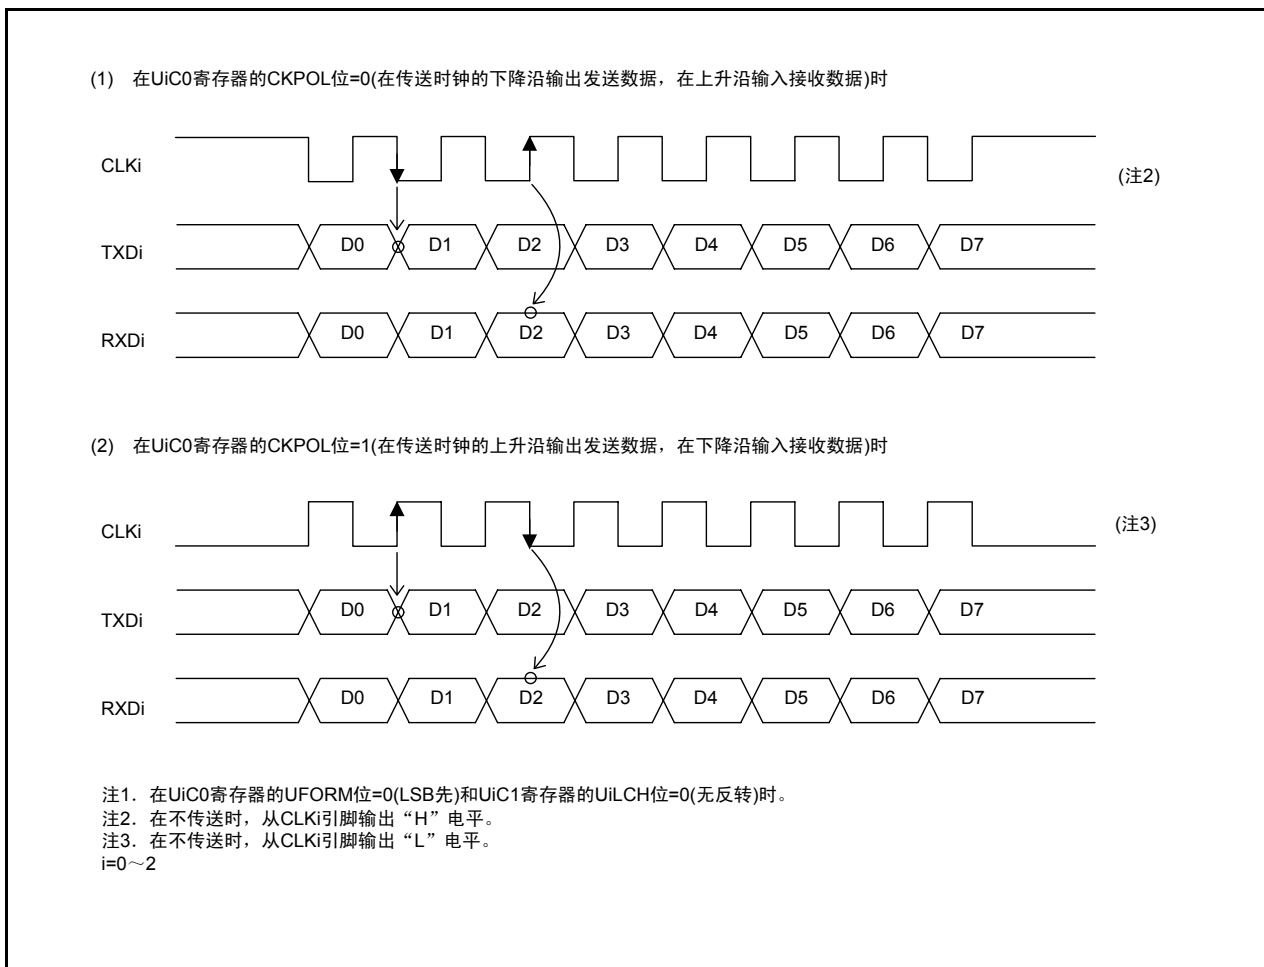 (1) 在UiC0寄存器的CKPOL位=0(在传送时钟的下降沿输出发送数据，在上升沿输入接收数据)时
CLKi
(注2)
TXDi D0 D1 D2 D3 D4 D5 D6 D7
RXDi D0 D1 D2 D3 D4 D5 D6 D7
(2) 在UiC0寄存器的CKPOL位=1(在传送时钟的上升沿输出发送数据，在下降沿输入接收数据)时
CLKi
(注3)
TXDi D0 D1 D2 D3 D4 D5 D6 D7
RXDi D0 D1 D2 D3 D4 D5 D6 D7
注1．在UiC0寄存器的UFORM位=0(LSB先)和UiC1寄存器的UiLCH位=0(无反转)时。
注2．在不传送时，从CLKi引脚输出“H”电平。
注3．在不传送时，从CLKi引脚输出“L”电平。
i=0～2